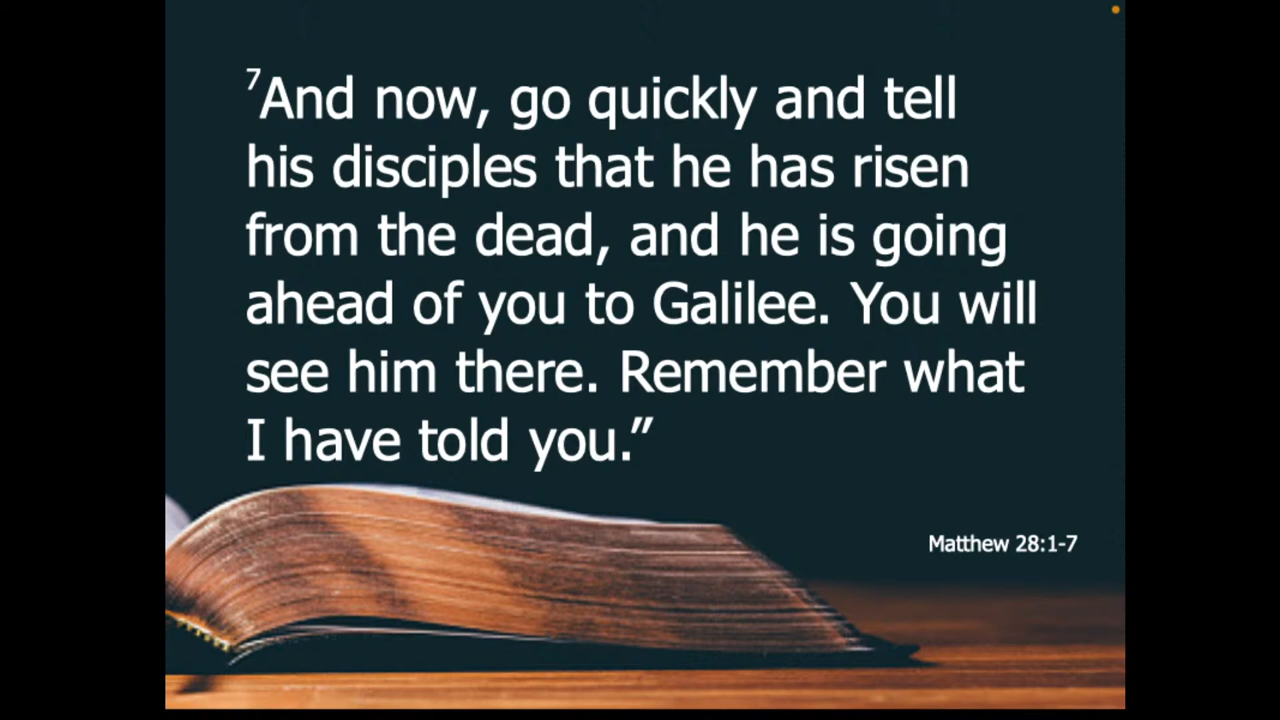 ⁷And now, go quickly and tell
his disciples that he has risen
from the dead, and he is going
ahead of you to Galilee. You will
see him there. Remember what
I have told you.”
Matthew 28:1-7